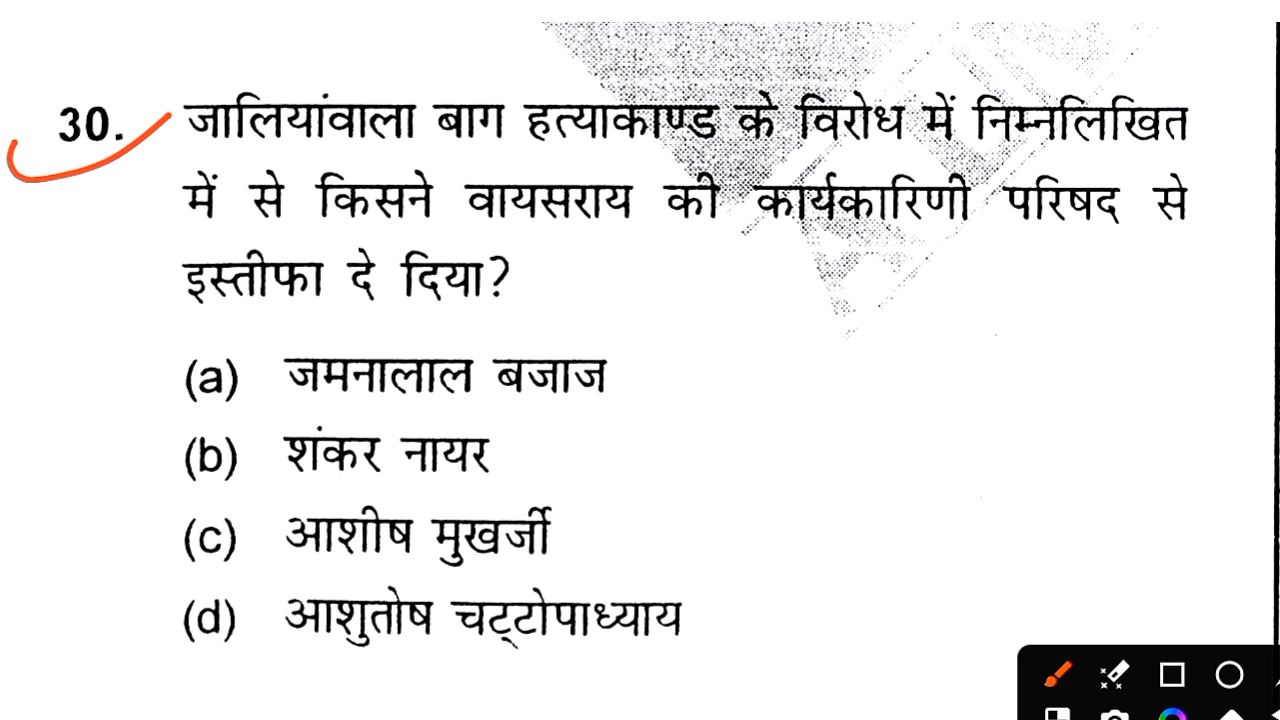 30. जालियांवाला बाग हत्याकाण्ड के विरोध में निम्नलिखित
में से किसने वायसराय की कार्यकारिणी परिषद से
इस्तीफा दे दिया?
(a) जमनालाल बजाज
(b) शंकर नायर
(c) आशीष मुखर्जी
(d) आशुतोष चट्टोपाध्याय